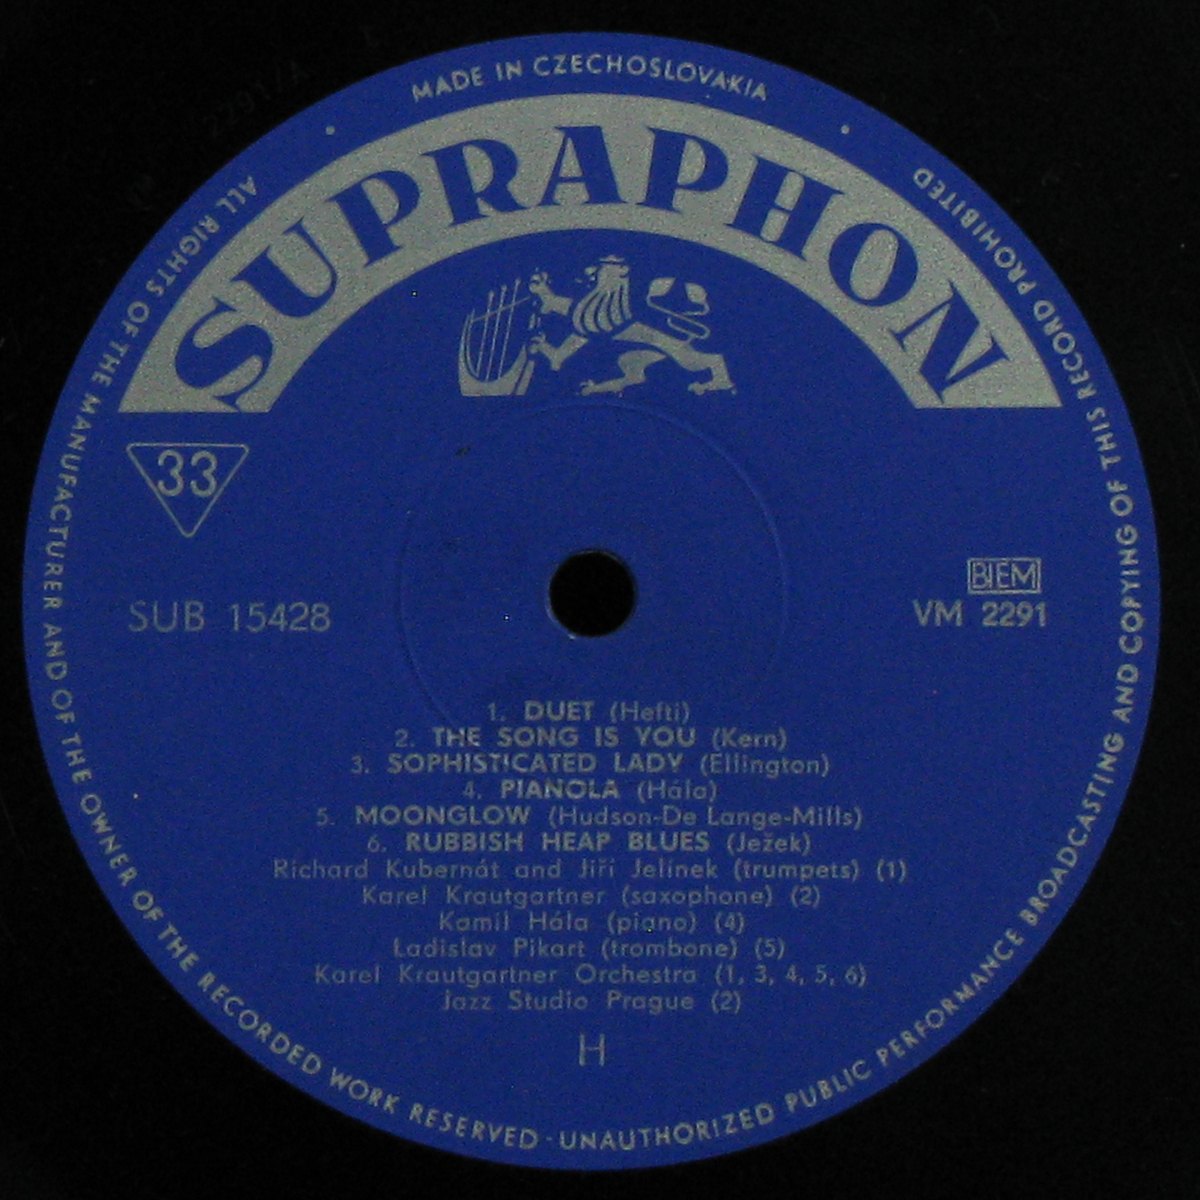 MADE IN CZECHOSLOVAKIA
SUPRAPHON
33
SUB 15428
BIEM
VM 2291
1. DUET (Hefti)
2. THE SONG IS YOU (Kern)
3. SOPHISTICATED LADY (Ellington)
4. PIANOLA (Hála)
5. MOONGLOW (Hudson-De Lange-Mills)
6. RUBBISH HEAP BLUES (Ježek)
Richard Kubernát and Jiří Jelínek (trumpets) (1)
Karel Krautgartner (saxophone) (2)
Kamil Hála (piano) (4)
Ladislav Pikart (trombone) (5)
Karel Krautgartner Orchestra (1, 3, 4, 5, 6)
Jazz Studio Prague (2)
H
ALL RIGHTS OF THE MANUFACTURER AND OF THE OWNER OF THE RECORDED WORK RESERVED · UNAUTHORIZED PUBLIC PERFORMANCE BROADCASTING AND COPYING OF THIS RECORD PROHIBITED